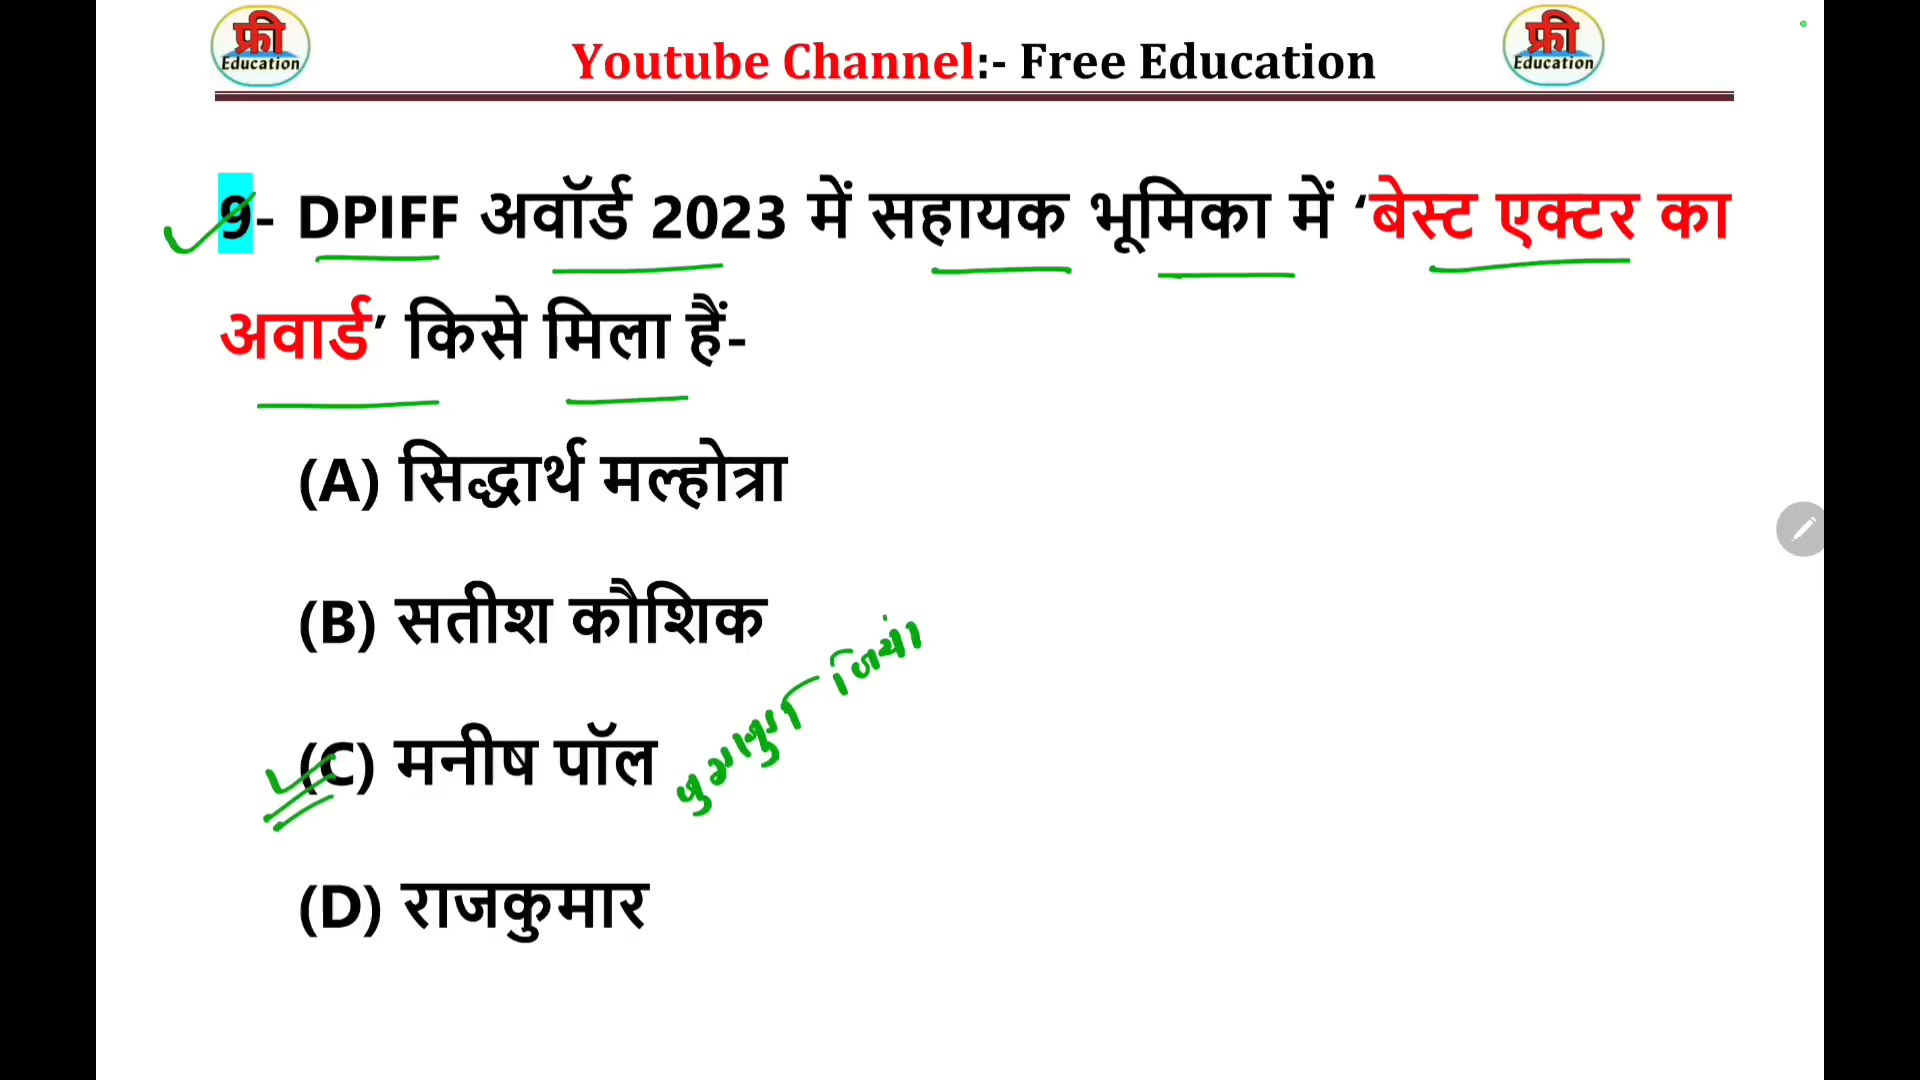 फ्री
Education
Youtube Channel:- Free Education
फ्री
Education
9- DPIFF अवॉर्ड 2023 में सहायक भूमिका में ‘बेस्ट एक्टर का
अवार्ड’ किसे मिला हैं-
(A) सिद्धार्थ मल्होत्रा
(B) सतीश कौशिक
(C) मनीष पॉल
(D) राजकुमार